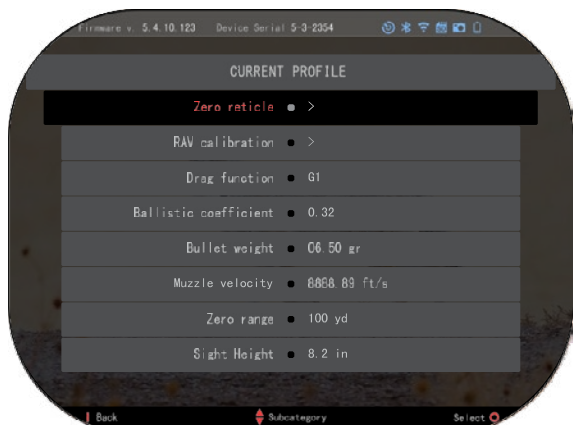 Firmware v. 5.4.10.123 Device Serial 5-3-2354
CURRENT PROFILE
Zero reticle >
RAV calibration >
Drag function G1
Ballistic coefficient 0.32
Bullet weight 06.50 gr
Muzzle velocity 8888.89 ft/s
Zero range 100 yd
Sight Height 8.2 in
Back Subcategory Select